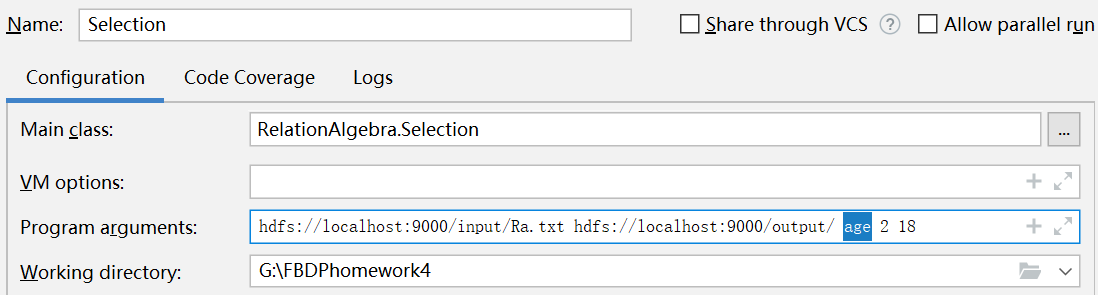 Name: Selection Share through VCS ? Allow parallel run
Configuration Code Coverage Logs
Main class: RelationAlgebra.Selection ...
VM options:
Program arguments: hdfs://localhost:9000/input/Ra.txt hdfs://localhost:9000/output/ age 2 18
Working directory: G:\FBDPhomework4